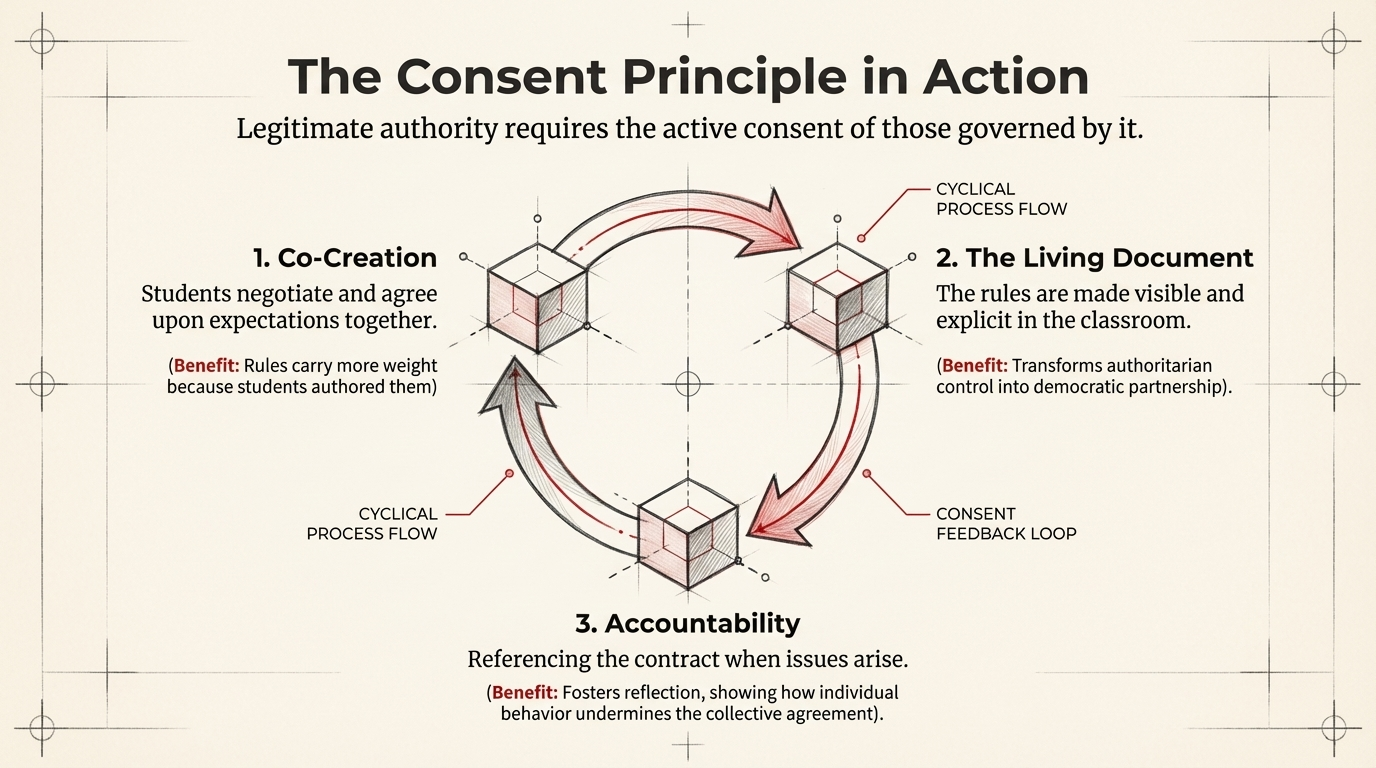 The Consent Principle in Action
Legitimate authority requires the active consent of those governed by it.
CYCLICAL
PROCESS FLOW
1. Co-Creation
Students negotiate and agree
upon expectations together.
(Benefit: Rules carry more weight
because students authored them)
2. The Living Document
The rules are made visible and
explicit in the classroom.
(Benefit: Transforms authoritarian
control into democratic partnership).
CYCLICAL
PROCESS FLOW
CONSENT
FEEDBACK LOOP
3. Accountability
Referencing the contract when issues arise.
(Benefit: Fosters reflection, showing how individual
behavior undermines the collective agreement).